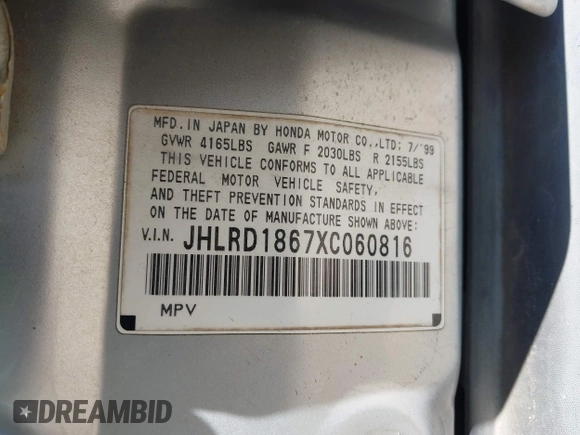 MFD.IN JAPAN BY HONDA MOTOR CO.,LTD; 7/'99
GVWR 4165LBS GAWR F 2030LBS R 2155LBS
THIS VEHICLE CONFORMS TO ALL APPLICABLE
FEDERAL MOTOR VEHICLE SAFETY,
AND THEFT PREVENTION STANDARDS IN EFFECT
ON THE DATE OF MANUFACTURE SHOWN ABOVE:
V.I.N. JHLRD1867XC060816
MPV
DREAMBID